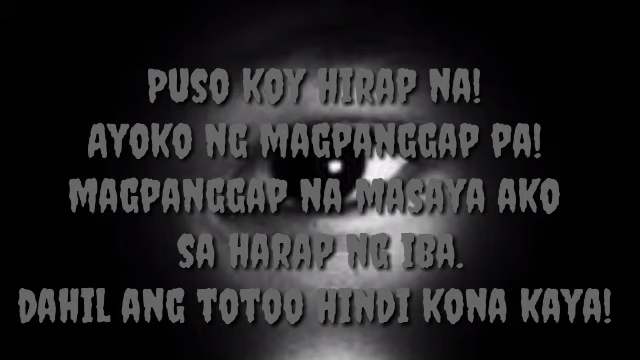 PUSO KOY HIRAP NA!
AYOKO NG MAGPANGGAP PA!
MAGPANGGAP NA MASAYA AKO
SA HARAP NG IBA.
DAHIL ANG TOTOO HINDI KONA KAYA!